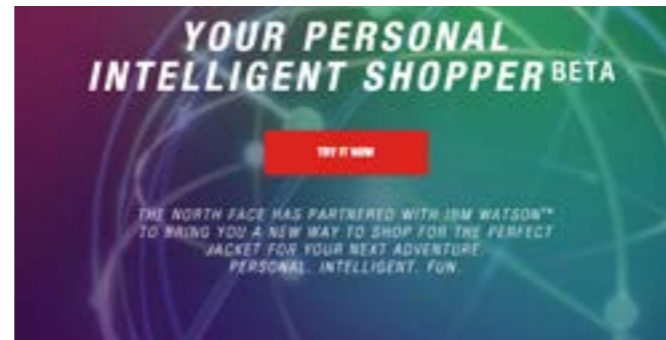 YOUR PERSONAL
INTELLIGENT SHOPPER BETA
TRY IT NOW
THE NORTH FACE HAS PARTNERED WITH IBM WATSON™
TO BRING YOU A NEW WAY TO SHOP FOR THE PERFECT
JACKET FOR YOUR NEXT ADVENTURE.
PERSONAL. INTELLIGENT. FUN.